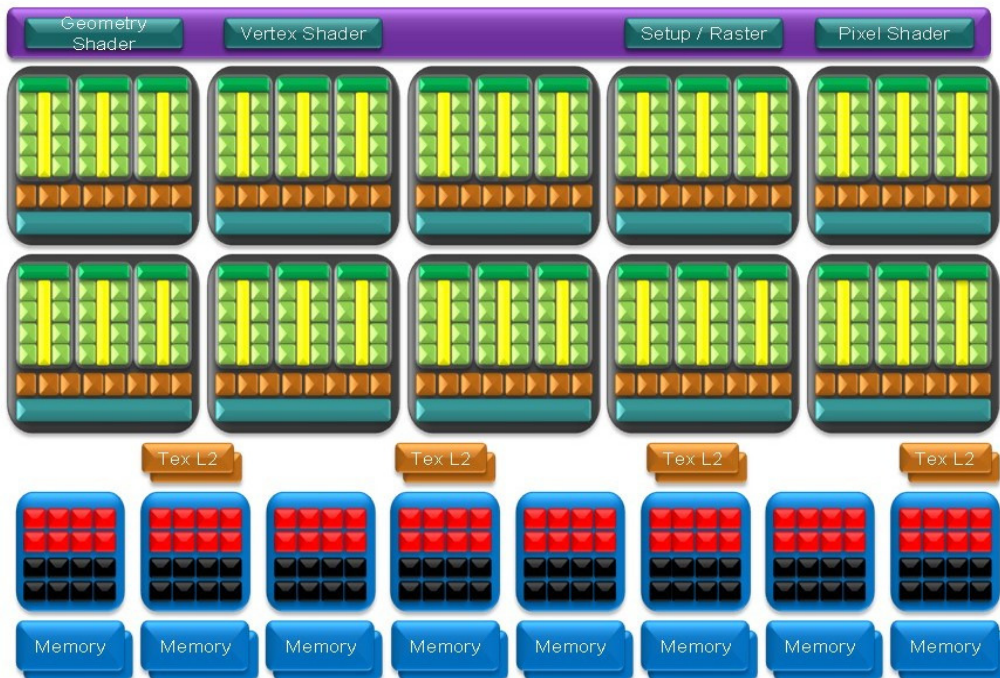 Geometry
Shader
Vertex Shader
Setup / Raster
Pixel Shader
Tex L2
Tex L2
Tex L2
Tex L2
Memory
Memory
Memory
Memory
Memory
Memory
Memory
Memory